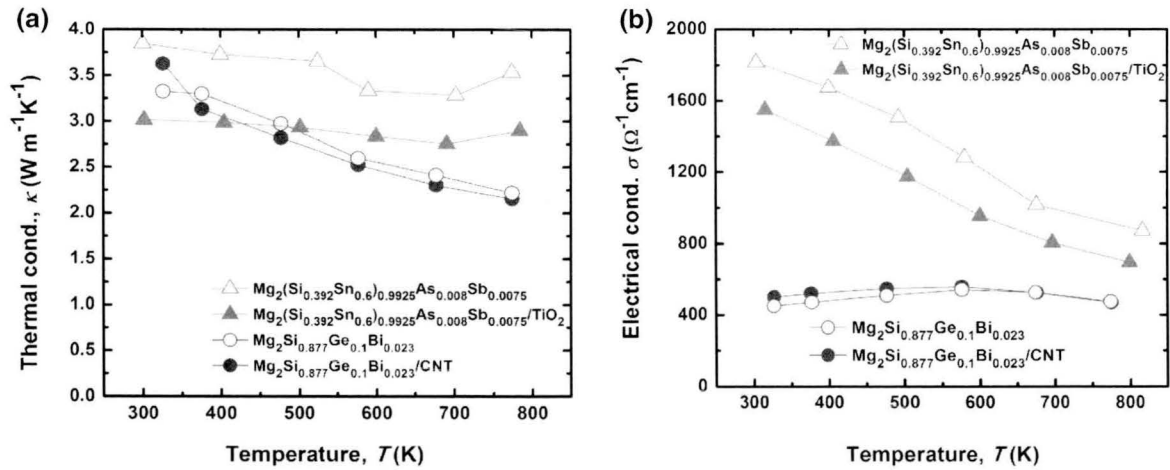 (a)
Thermal cond., κ (W m⁻¹K⁻¹)
4.0
3.5
3.0
2.5
2.0
1.5
1.0
0.5
0.0
Mg₂(Si₀.₃₉₂Sn₀.₆)₀.₉₉₂₅As₀.₀₀₈Sb₀.₀₀₇₅
Mg₂(Si₀.₃₉₂Sn₀.₆)₀.₉₉₂₅As₀.₀₀₈Sb₀.₀₀₇₅/TiO₂
Mg₂Si₀.₈₇₇Ge₀.₁Bi₀.₀₂₃
Mg₂Si₀.₈₇₇Ge₀.₁Bi₀.₀₂₃/CNT
300 400 500 600 700 800
Temperature, T (K)
(b)
Electrical cond. σ (Ω⁻¹cm⁻¹)
2000
1600
1200
800
400
0
Mg₂(Si₀.₃₉₂Sn₀.₆)₀.₉₉₂₅As₀.₀₀₈Sb₀.₀₀₇₅
Mg₂(Si₀.₃₉₂Sn₀.₆)₀.₉₉₂₅As₀.₀₀₈Sb₀.₀₀₇₅/TiO₂
Mg₂Si₀.₈₇₇Ge₀.₁Bi₀.₀₂₃
Mg₂Si₀.₈₇₇Ge₀.₁Bi₀.₀₂₃/CNT
300 400 500 600 700 800
Temperature, T (K)